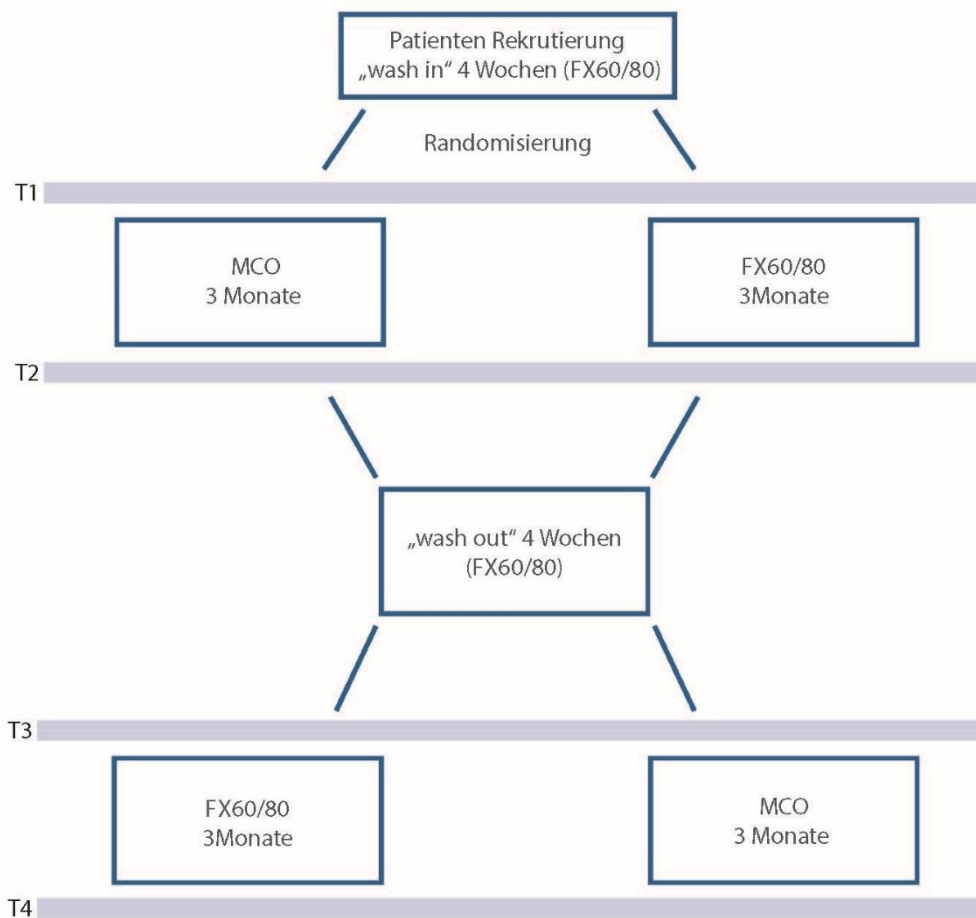 Patienten Rekrutierung
„wash in“ 4 Wochen (FX60/80)
Randomisierung
T1
MCO
3 Monate
FX60/80
3Monate
T2
„wash out“ 4 Wochen
(FX60/80)
T3
FX60/80
3Monate
MCO
3 Monate
T4